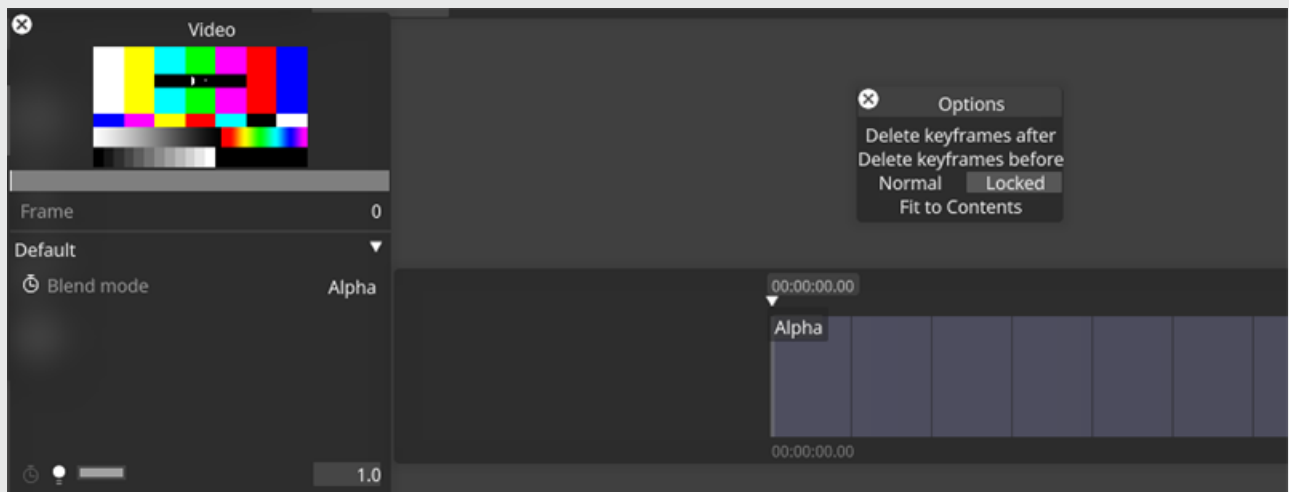 Video
Frame 0
Default
Blend mode Alpha
1.0
Options
Delete keyframes after
Delete keyframes before
Normal Locked
Fit to Contents
00:00:00.00
Alpha
00:00:00.00